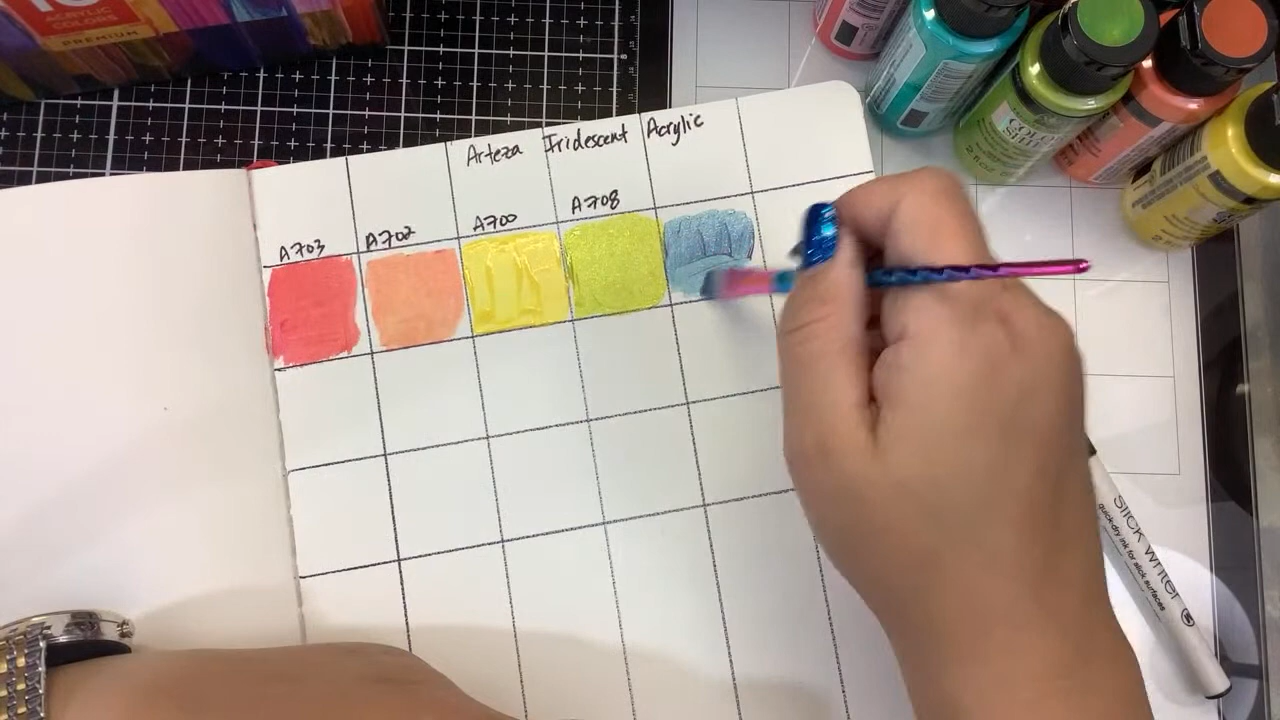 ACRYLIC
COLORS
PREMIUM
Arteza Iridescent Acrylic
A703 A702 A700 A708
SLICK WRITER
quick-dry ink for slick surfaces